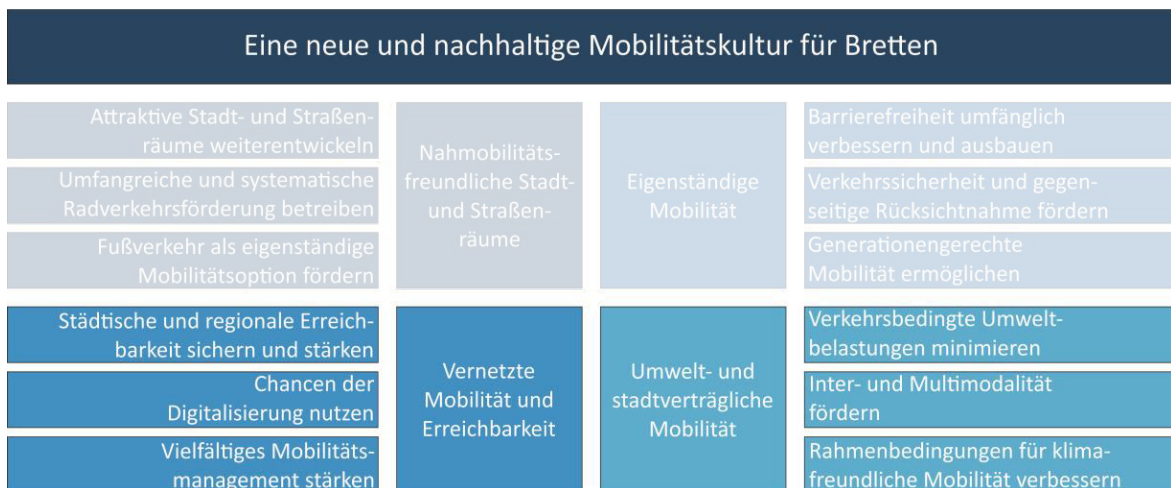 Eine neue und nachhaltige Mobilitätskultur für Bretten
Attraktive Stadt- und Straßen-
räume weiterentwickeln
Umfangreiche und systematische
Radverkehrsförderung betreiben
Fußverkehr als eigenständige
Mobilitätsoption fördern
Nahmobilitäts-
freundliche Stadt-
und Straßen-
räume
Eigenständige
Mobilität
Barrierefreiheit umfänglich
verbessern und ausbauen
Verkehrssicherheit und gegen-
seitige Rücksichtnahme fördern
Generationengerechte
Mobilität ermöglichen
Städtische und regionale Erreich-
barkeit sichern und stärken
Chancen der
Digitalisierung nutzen
Vielfältiges Mobilitäts-
management stärken
Vernetzte
Mobilität und
Erreichbarkeit
Umwelt- und
stadtverträgliche
Mobilität
Verkehrsbedingte Umwelt-
belastungen minimieren
Inter- und Multimodalität
fördern
Rahmenbedingungen für klima-
freundliche Mobilität verbessern